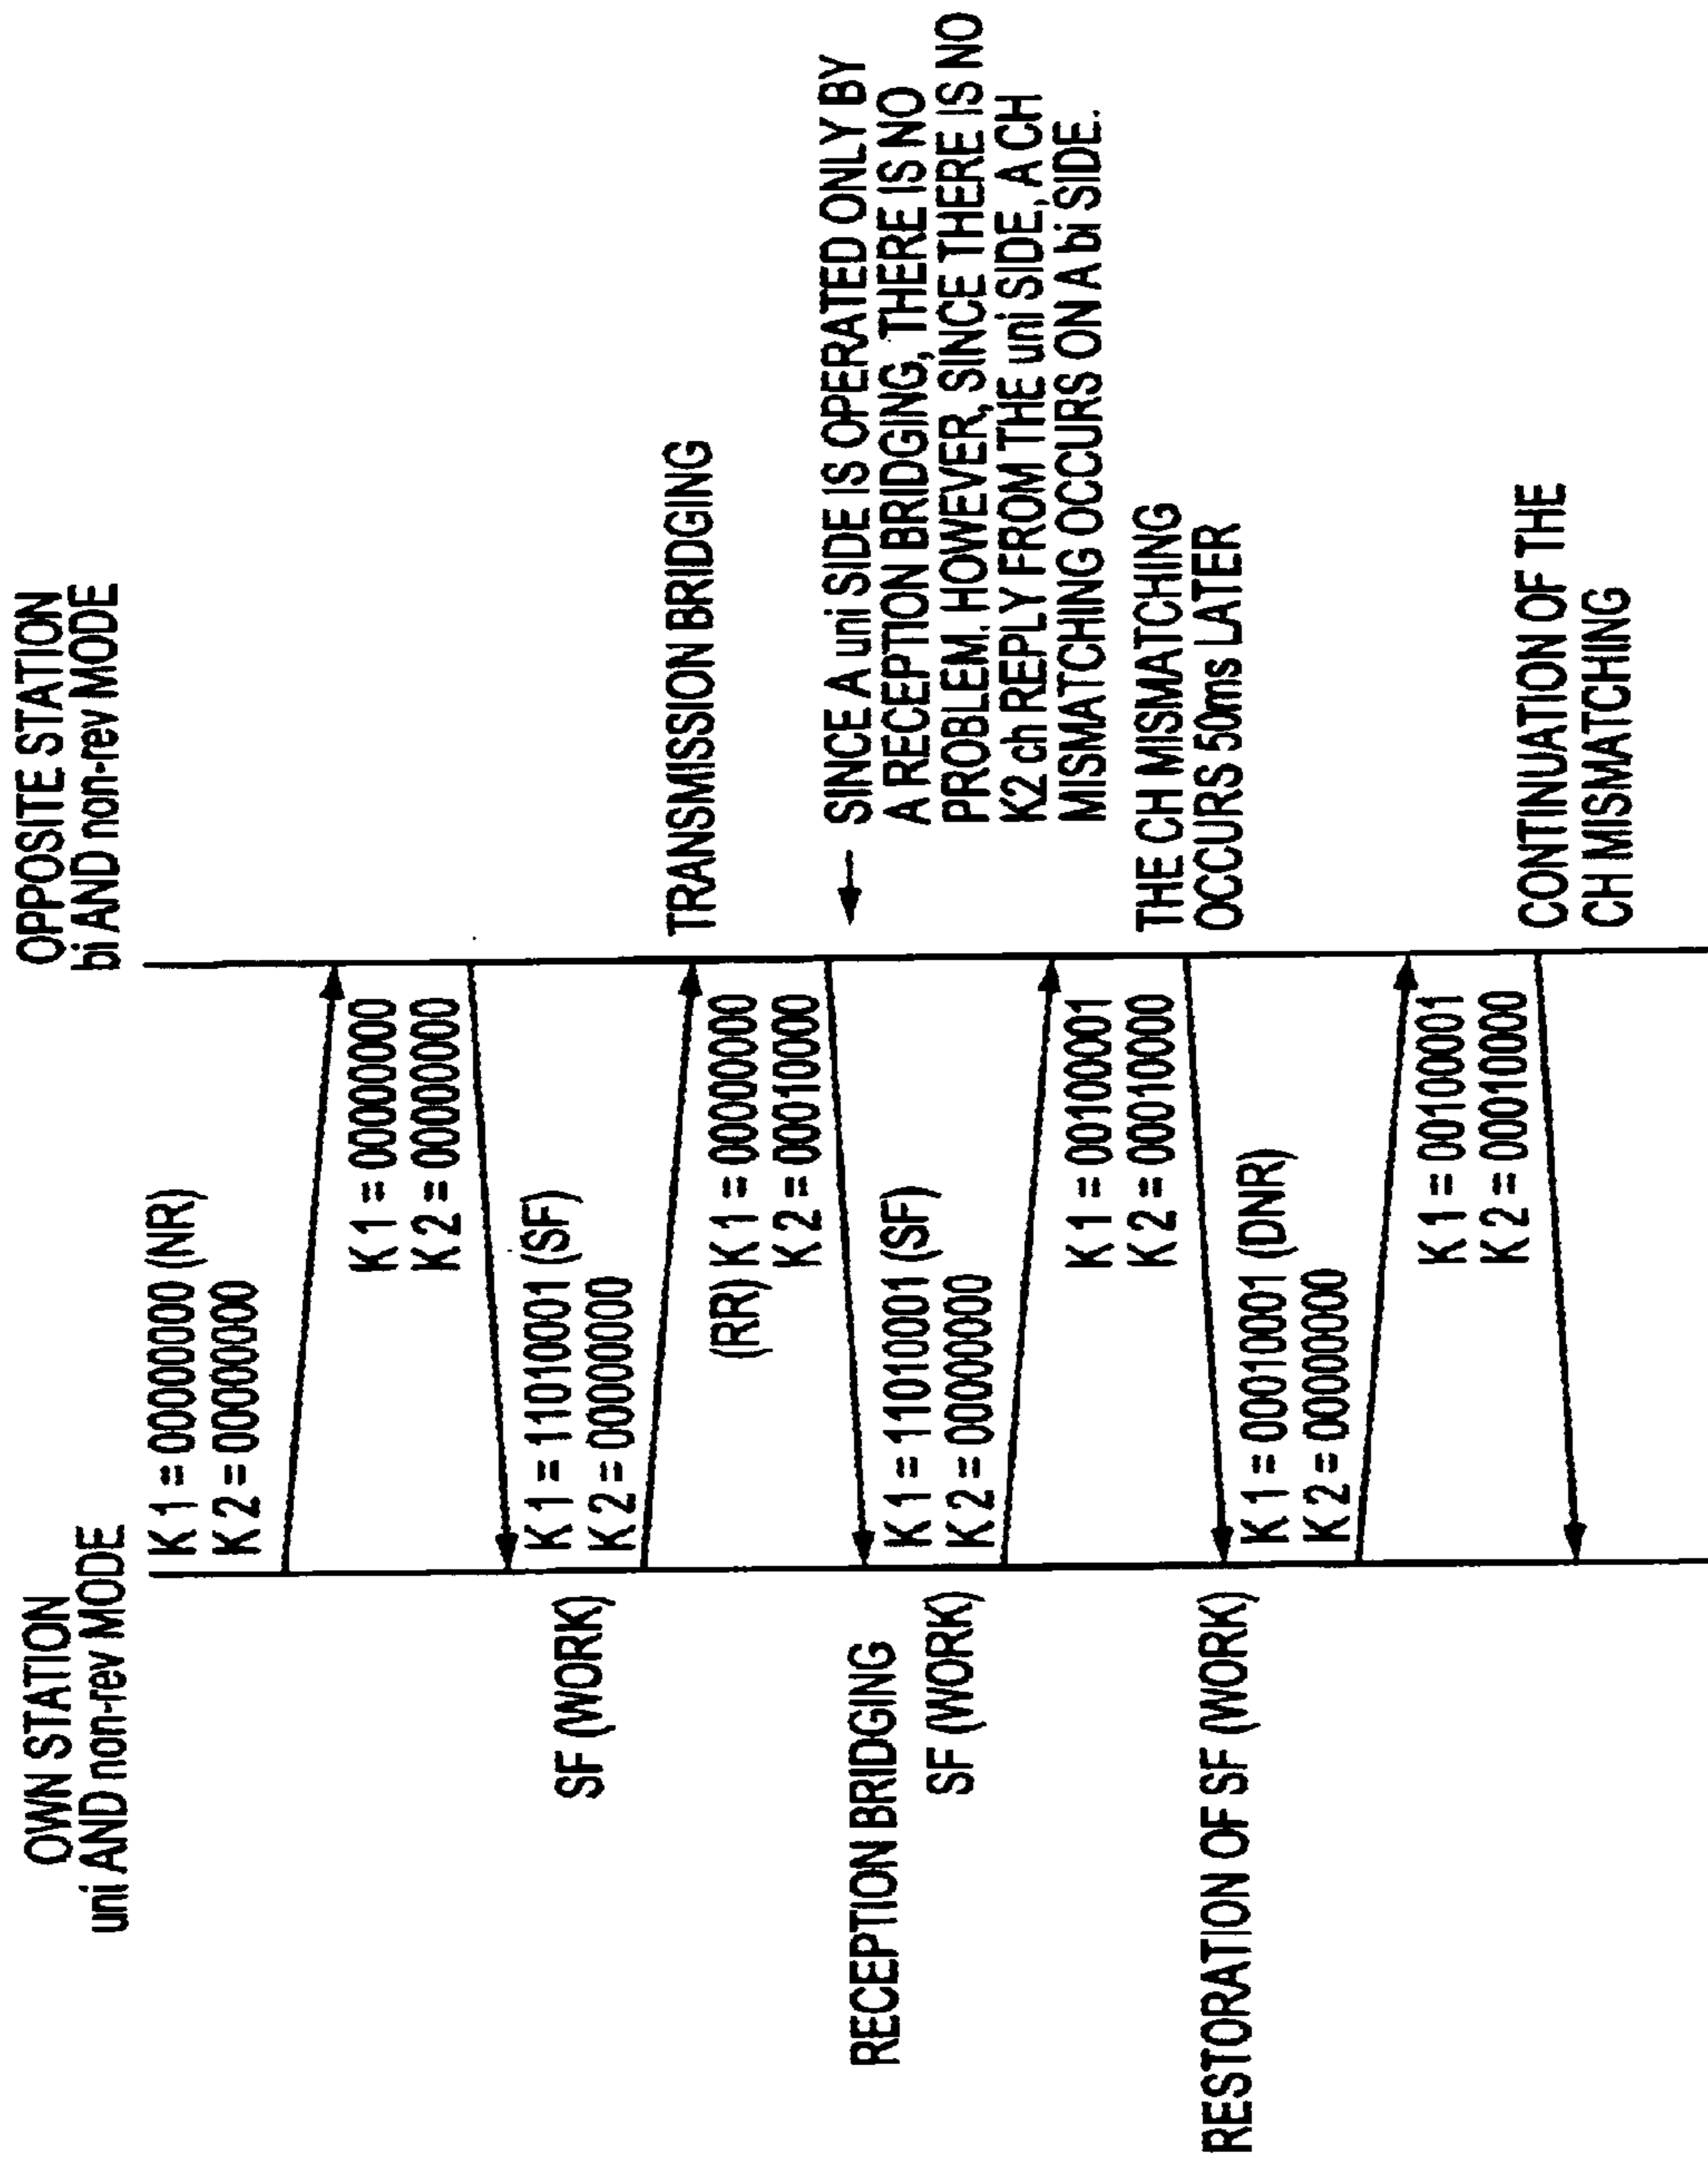 OWN STATION
uni AND non-rev MODE
OPPOSITE STATION
bi AND non-rev MODE
K 1 = 00000000 (NR)
K 2 = 00000000
K 1 = 00000000
K 2 = 00000000
SF (WORK)
K 1 = 11010001 (SF)
K 2 = 00000000
TRANSMISSION BRIDGING
(RR) K 1 = 00000000
K 2 = 00010000
SINCE A uni SIDE IS OPERATED ONLY BY
A RECEPTION BRIDGING, THERE IS NO
PROBLEM. HOWEVER, SINCE THERE IS NO
K2 ch REPLY FROM THE uni SIDE, A CH
MISMATCHING OCCURS ON A bi SIDE.
RECEPTION BRIDGING
SF (WORK)
K 1 = 11010001 (SF)
K 2 = 00000000
K 1 = 00100001
K 2 = 00010000
THE CH MISMATCHING
OCCURS 50ms LATER
RESTORATION OF SF (WORK)
K 1 = 00010001 (DNR)
K 2 = 00000000
K 1 = 00100001
K 2 = 00010000
CONTINUATION OF THE
CH MISMATCHING